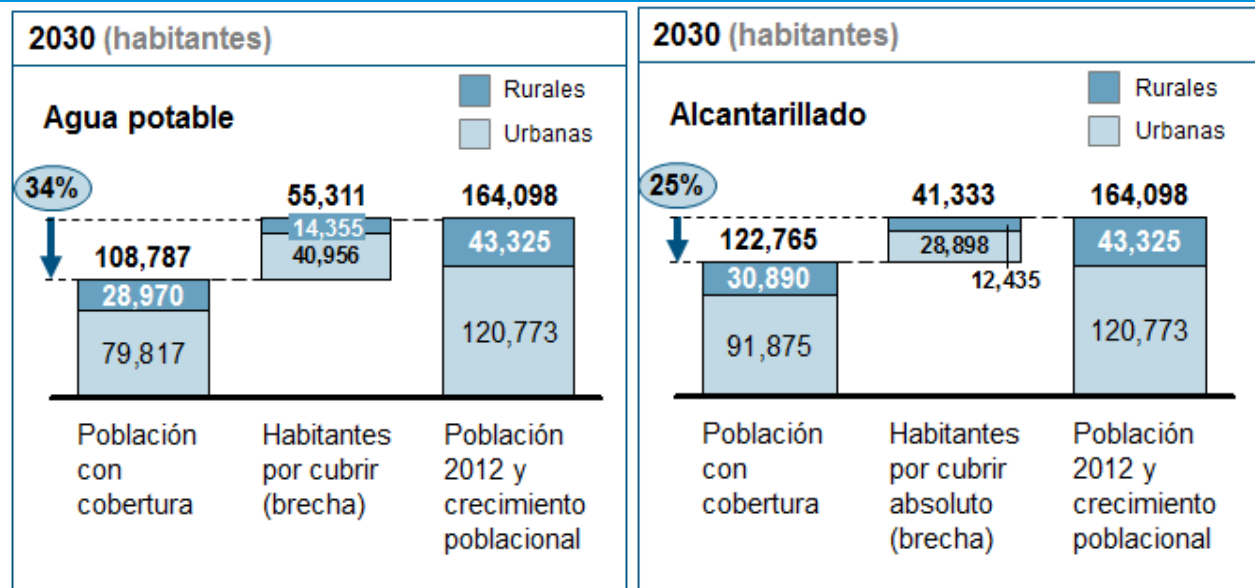 2030 (habitantes)
Agua potable
Rurales
Urbanas
34%
108,787
28,970
79,817
55,311
14,355
40,956
164,098
43,325
120,773
Población
con
cobertura
Habitantes
por cubrir
(brecha)
Población
2012 y
crecimiento
poblacional
2030 (habitantes)
Alcantarillado
Rurales
Urbanas
25%
122,765
30,890
91,875
41,333
28,898
12,435
164,098
43,325
120,773
Población
con
cobertura
Habitantes
por cubrir
absoluto
(brecha)
Población
2012 y
crecimiento
poblacional